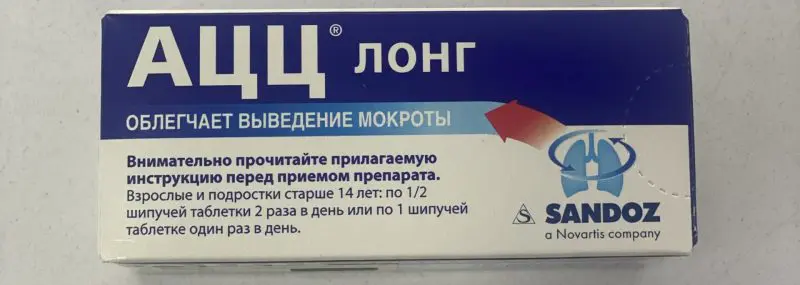 АЦЦ® ЛОНГ
ОБЛЕГЧАЕТ ВЫВЕДЕНИЕ МОКРОТЫ
Внимательно прочитайте прилагаемую
инструкцию перед приемом препарата.
Взрослые и подростки старше 14 лет: по 1/2
шипучей таблетки 2 раза в день или по 1 шипучей
таблетке один раз в день.
S SANDOZ
a Novartis company